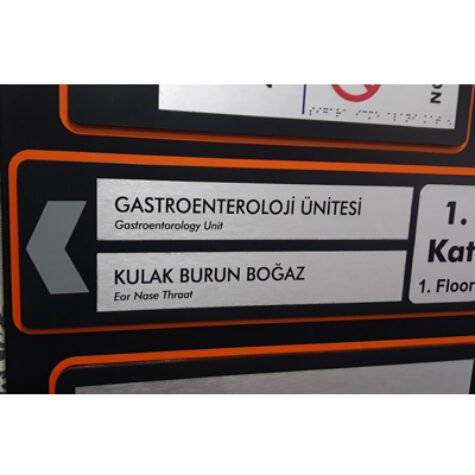 GASTROENTEROLOJİ ÜNİTESİ
Gastroentorology Unit
KULAK BURUN BOĞAZ
Ear Nase Thraat
1.
Kat
1. Floor